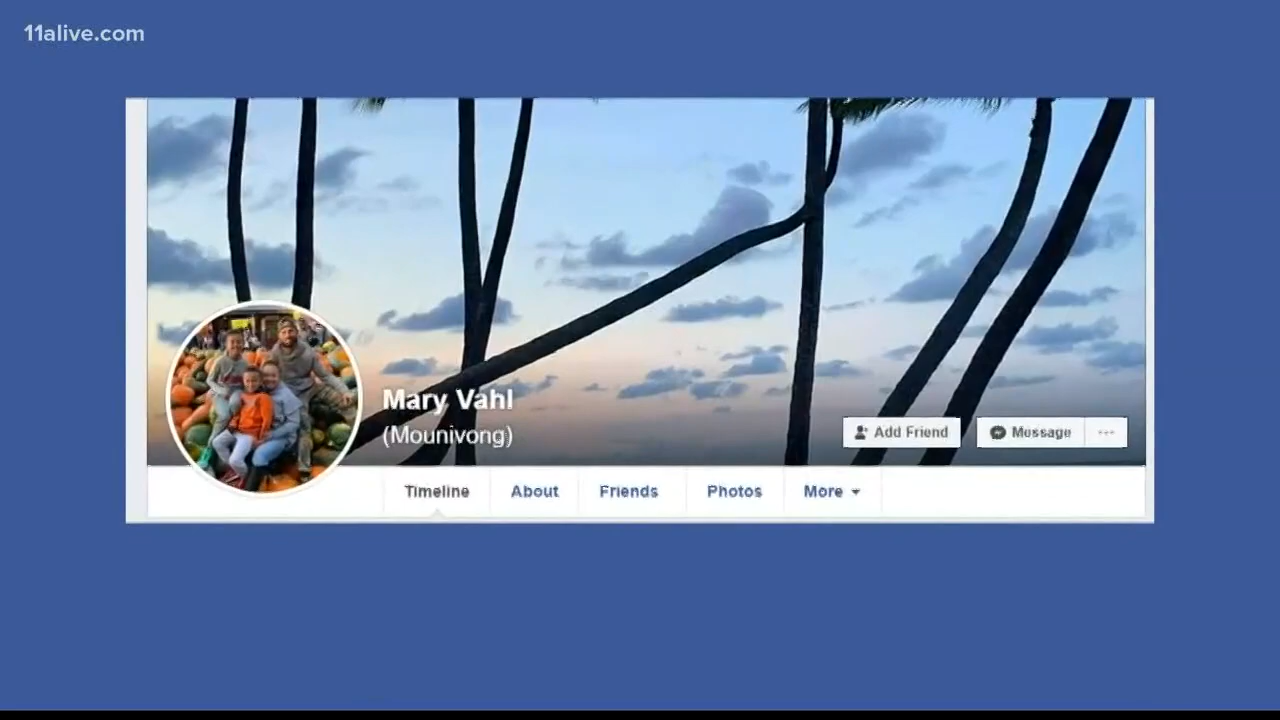 11alive.com
Mary Vahl
(Mounivong)
Add Friend
Message
Timeline
About
Friends
Photos
More